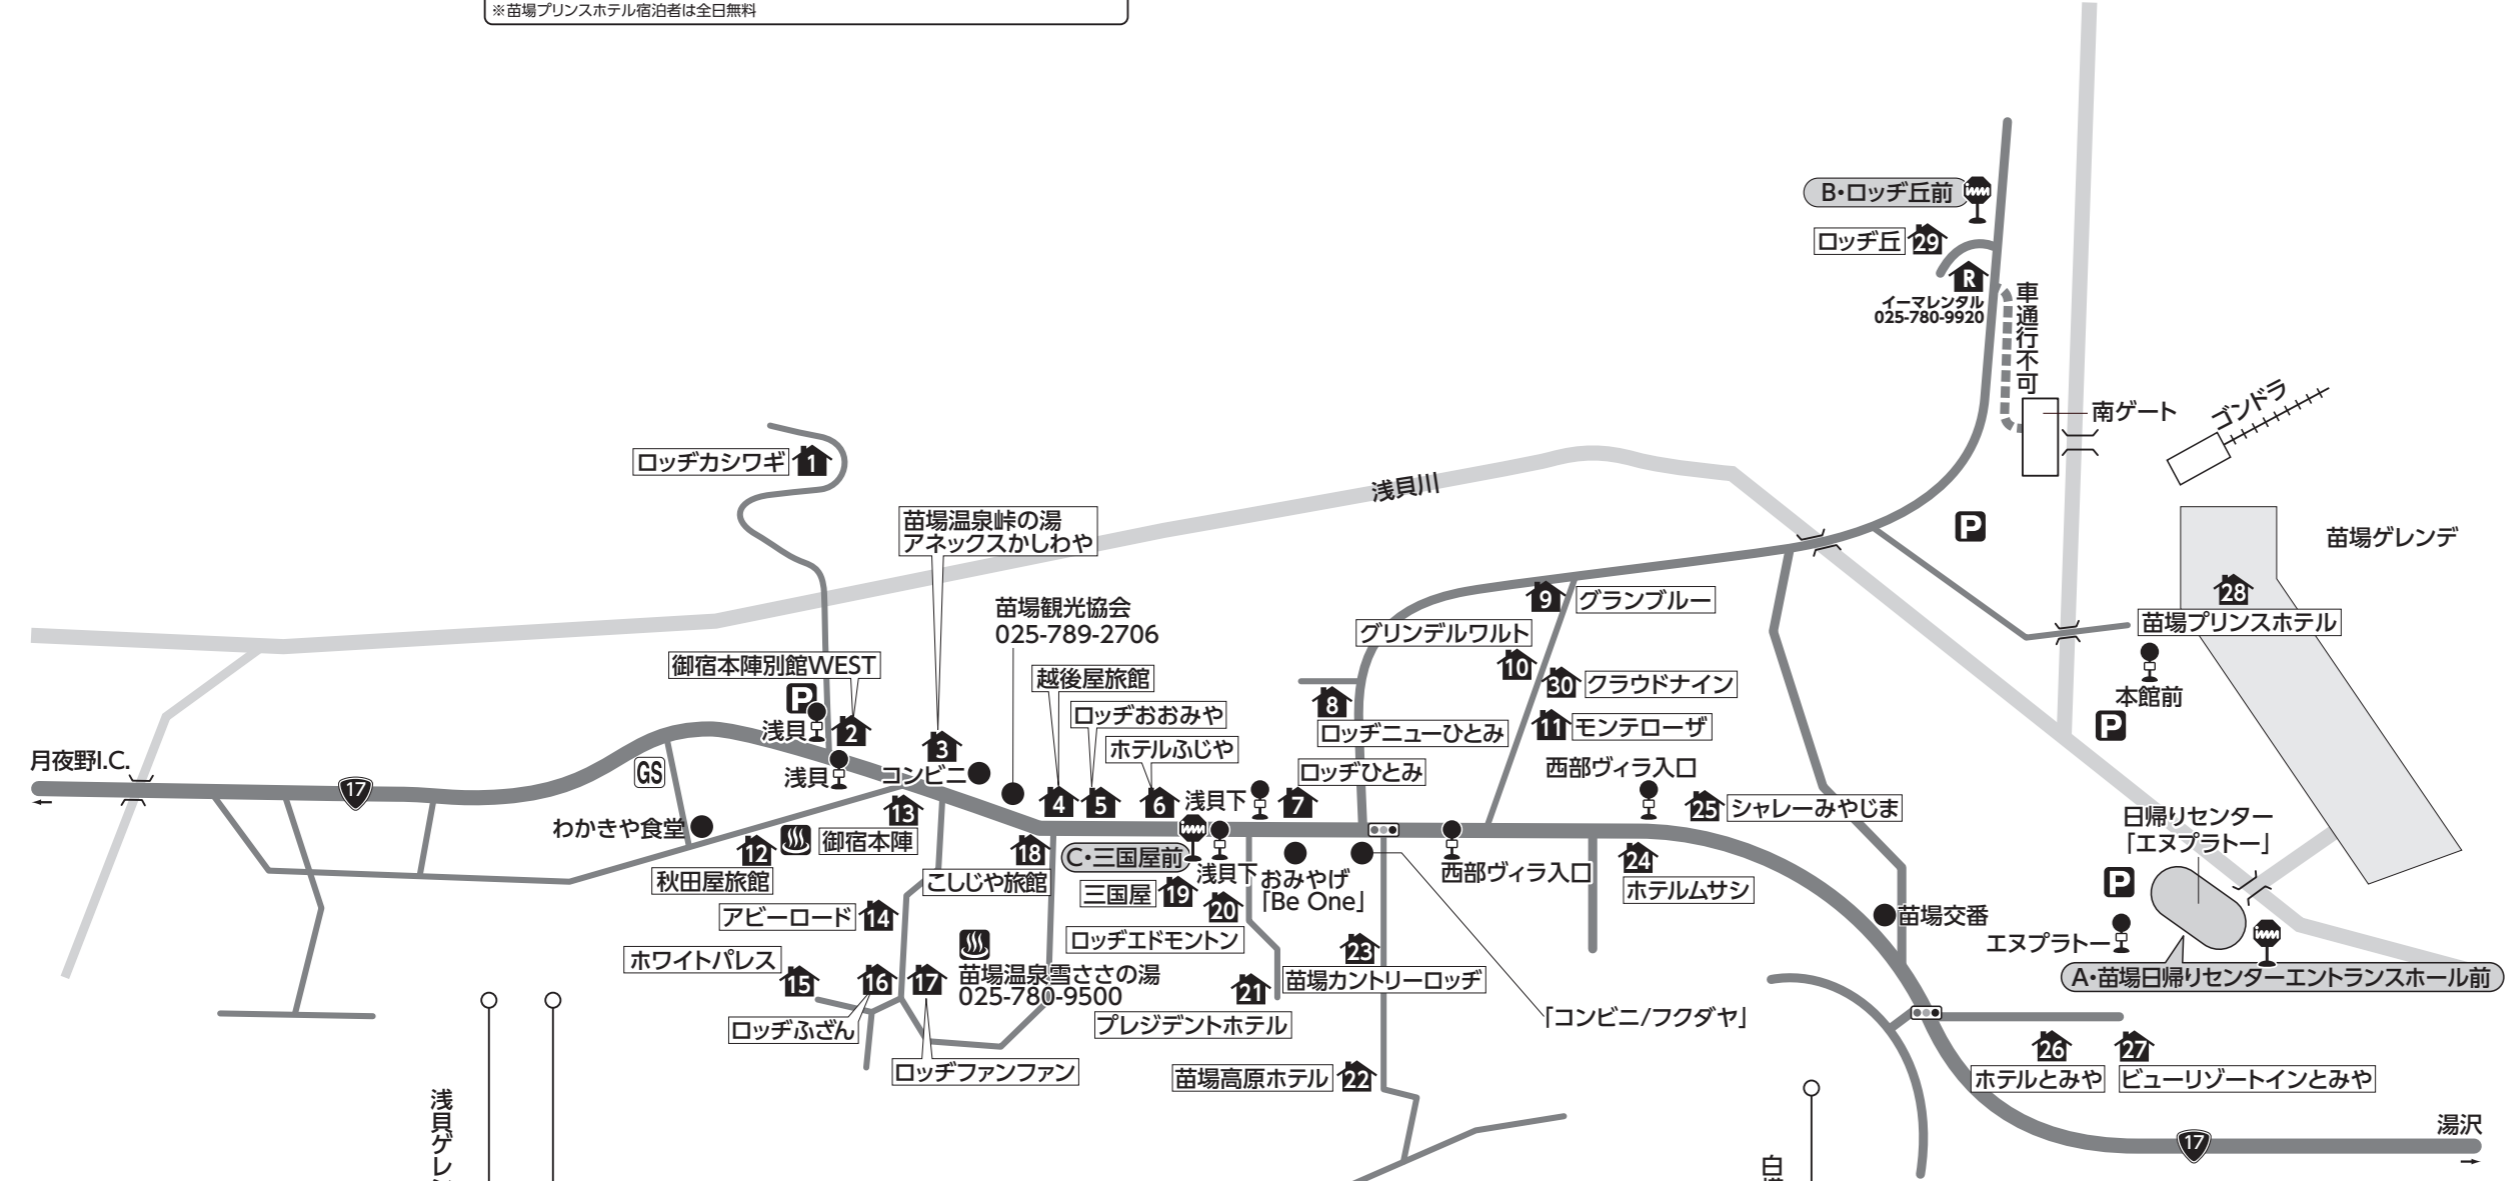 ※苗場プリンスホテル宿泊者は全日無料
B・ロッヂ丘前
ロッヂ丘
29
R
イーマレンタル
025-780-9920
車通行不可
南ゲート
ゴンドラ
ロッヂカシワギ
1
浅貝川
苗場温泉峠の湯
アネックスかしわや
P
苗場ゲレンデ
28
苗場プリンスホテル
本館前
P
苗場観光協会
025-789-2706
9
グランブルー
グリンデルワルト
10
30
クラウドナイン
御宿本陣別館WEST
P
浅貝
2
越後屋旅館
ロッヂおおみや
ホテルふじや
8
ロッヂニューひとみ
11
モンテローザ
ロッヂひとみ
西部ヴィラ入口
月夜野I.C.
17
GS
浅貝
3
コンビニ
4
5
6
浅貝下
7
25
シャレーみやじま
わかきや食堂
12
秋田屋旅館
13
御宿本陣
18
こしじや旅館
C・三国屋前
浅貝下
三国屋
19
20
ロッヂエドモントン
おみやげ
「Be One」
西部ヴィラ入口
24
ホテルムサシ
日帰りセンター
「エヌプラトー」
P
苗場交番
エヌプラトー
A・苗場日帰りセンターエントランスホール前
アビーロード
14
ホワイトパレス
15
16
17
苗場温泉雪ささの湯
025-780-9500
ロッヂふざん
ロッヂファンファン
21
プレジデントホテル
23
苗場カントリーロッヂ
「コンビニ/フクダヤ」
苗場高原ホテル
22
26
ホテルとみや
27
ビューリゾートインとみや
17
湯沢
浅貝ゲレン
白